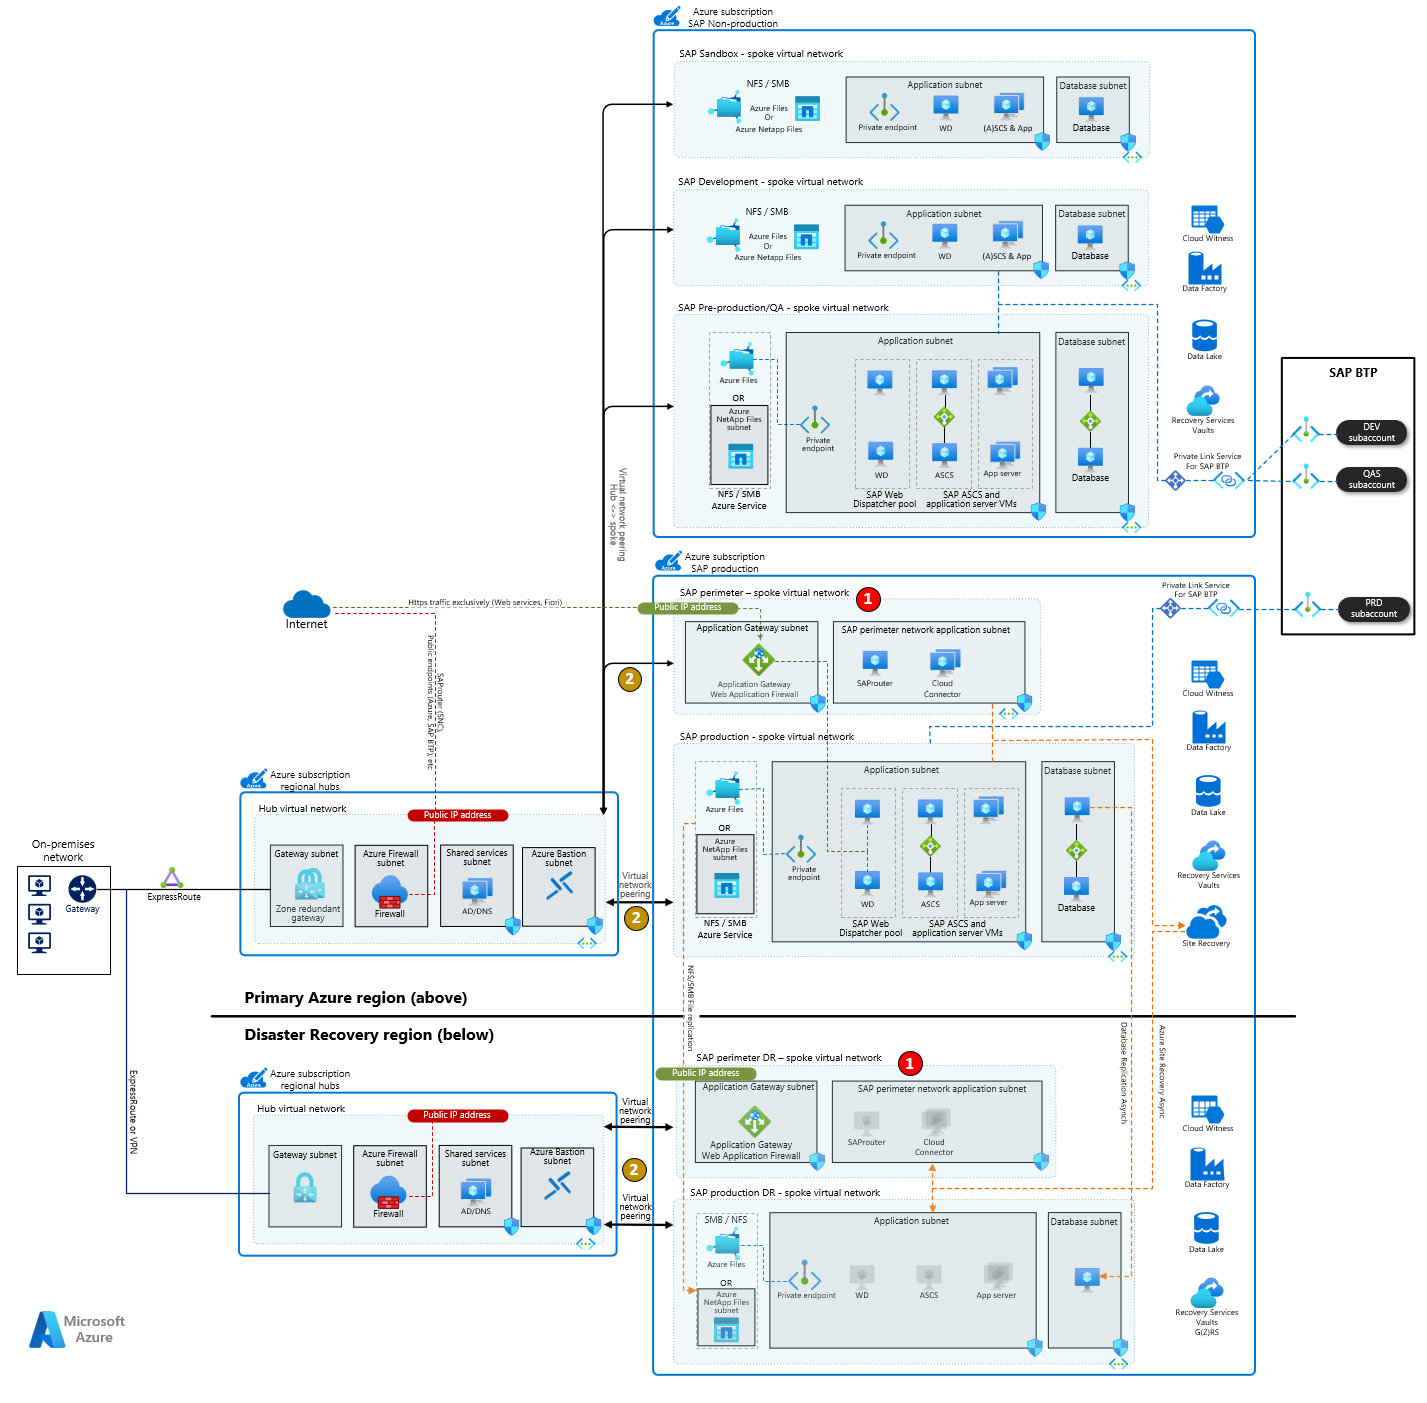 Azure subscription
SAP Non-production
SAP Sandbox - spoke virtual network
NFS / SMB
Azure Files
Or
Azure Netapp Files
Application subnet
Private endpoint
WD
(A)SCS & App
Database subnet
Database
SAP Development - spoke virtual network
NFS / SMB
Azure Files
Or
Azure Netapp Files
Application subnet
Private endpoint
WD
(A)SCS & App
Database subnet
Database
Cloud Witness
Data Factory
Data Lake
Recovery Services
Vaults
SAP Pre-production/QA - spoke virtual network
Azure Files
OR
Azure
NetApp Files
subnet
NFS / SMB
Azure Service
Application subnet
Private
endpoint
WD
SAP Web
Dispatcher pool
ASCS
App server
SAP ASCS and
application server VMs
Database subnet
Database
Private Link Service
For SAP BTP
SAP BTP
DEV
subaccount
QAS
subaccount
PRD
subaccount
Virtual network peering
Hub <-> spoke
Azure subscription
SAP production
SAP perimeter – spoke virtual network
1
Public IP address
Https traffic exclusively (Web services, Fiori)
Internet
SAProuter (SNC),
Public endpoints (Azure, SAP BTP), etc
Application Gateway subnet
Application Gateway
Web Application Firewall
SAP perimeter network application subnet
SAProuter
Cloud
Connector
2
Private Link Service
For SAP BTP
Cloud Witness
Data Factory
Data Lake
Recovery Services
Vaults
Site Recovery
SAP production - spoke virtual network
Azure Files
OR
Azure
NetApp Files
subnet
NFS / SMB
Azure Service
Application subnet
Private
endpoint
WD
SAP Web
Dispatcher pool
ASCS
App server
SAP ASCS and
application server VMs
Database subnet
Database
Azure subscription
regional hubs
Hub virtual network
Public IP address
Gateway subnet
Zone redundant
gateway
Azure Firewall
subnet
Firewall
Shared services
subnet
AD/DNS
Azure Bastion
subnet
Virtual
network
peering
2
On-premises
network
Gateway
ExpressRoute
ExpressRoute or VPN
Primary Azure region (above)
Disaster Recovery region (below)
NFS/SMB File replication
Database Replication Asynch
Azure Site Recovery Async
Azure subscription
regional hubs
Hub virtual network
Public IP address
Gateway subnet
Azure Firewall
subnet
Firewall
Shared services
subnet
AD/DNS
Azure Bastion
subnet
Virtual
network
peering
2
Virtual
network
peering
SAP perimeter DR – spoke virtual network
1
Public IP address
Application Gateway subnet
Application Gateway
Web Application Firewall
SAP perimeter network application subnet
SAProuter
Cloud
Connector
SAP production DR - spoke virtual network
SMB / NFS
Azure Files
OR
Azure
NetApp Files
subnet
Application subnet
Private endpoint
WD
ASCS
App server
Database subnet
Cloud Witness
Data Factory
Data Lake
Recovery Services
Vaults
G(Z)RS
Microsoft
Azure